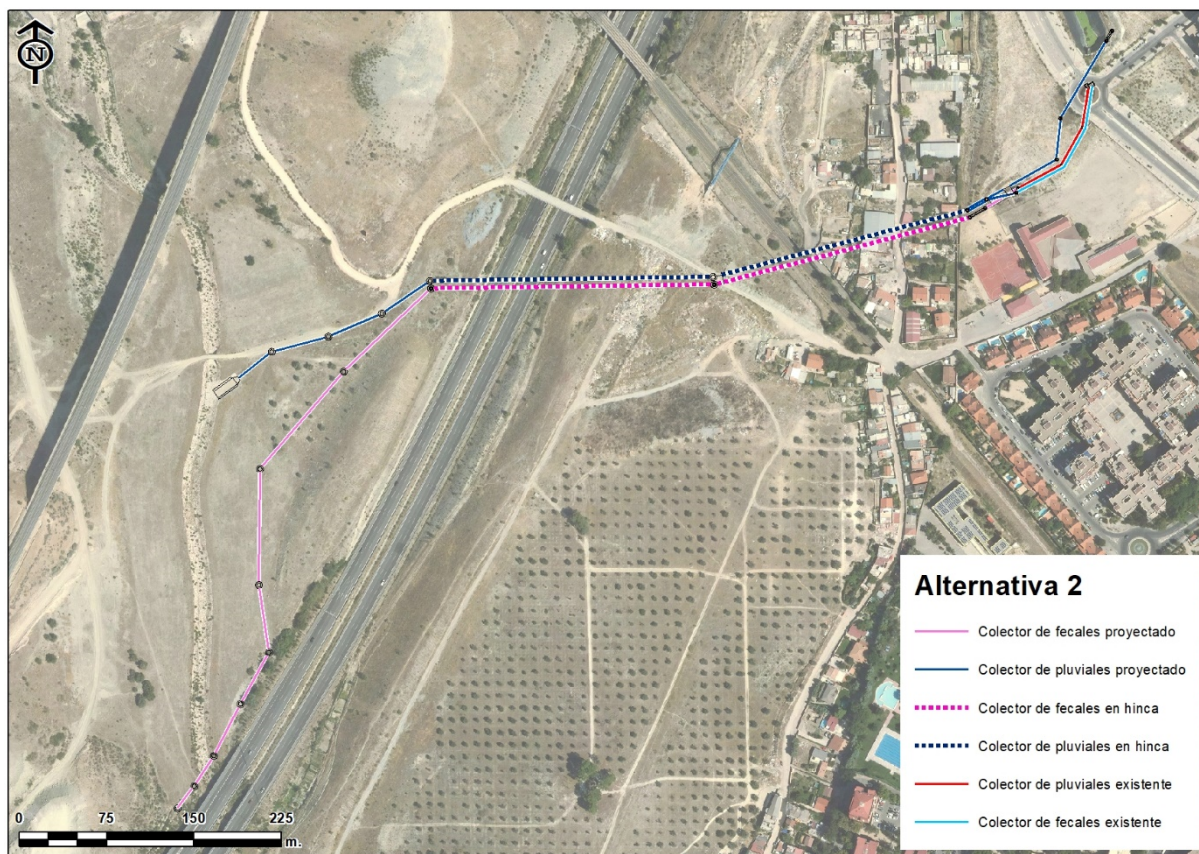 N
Alternativa 2
Colector de fecales proyectado
Colector de pluviales proyectado
Colector de fecales en hinca
Colector de pluviales en hinca
Colector de pluviales existente
Colector de fecales existente
0 75 150 225
m.